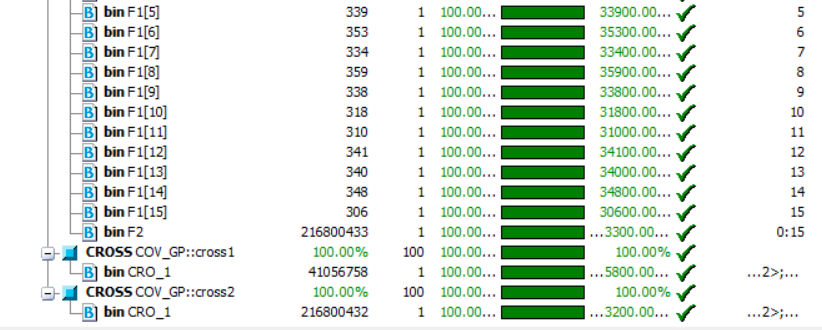 bin F1[5] 339 1 100.00... 33900.00... 5
bin F1[6] 353 1 100.00... 35300.00... 6
bin F1[7] 334 1 100.00... 33400.00... 7
bin F1[8] 359 1 100.00... 35900.00... 8
bin F1[9] 338 1 100.00... 33800.00... 9
bin F1[10] 318 1 100.00... 31800.00... 10
bin F1[11] 310 1 100.00... 31000.00... 11
bin F1[12] 341 1 100.00... 34100.00... 12
bin F1[13] 340 1 100.00... 34000.00... 13
bin F1[14] 348 1 100.00... 34800.00... 14
bin F1[15] 306 1 100.00... 30600.00... 15
bin F2 216800433 1 100.00... ...3300.00... 0:15
CROSS COV_GP::cross1 100.00% 100 100.00... 100.00%
bin CRO_1 41056758 1 100.00... ...5800.00... ...2>;...
CROSS COV_GP::cross2 100.00% 100 100.00... 100.00%
bin CRO_1 216800432 1 100.00... ...3200.00... ...2>;...